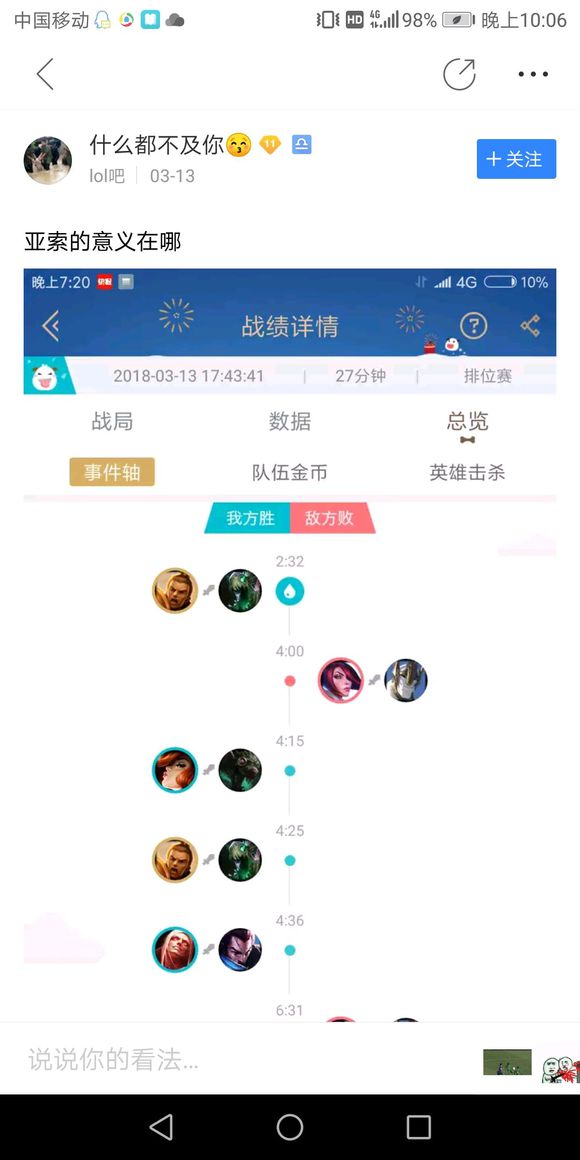 中国移动 HD 4G 98% 晚上10:06
什么都不及你 11
lol吧 03-13
+ 关注
亚索的意义在哪
晚上7:20 4G 10%
战绩详情 ?
2018-03-13 17:43:41 27分钟 排位赛
战局 数据 总览
事件轴 队伍金币 英雄击杀
我方胜 敌方败
2:32
4:00
4:15
4:25
4:36
6:31
说说你的看法...